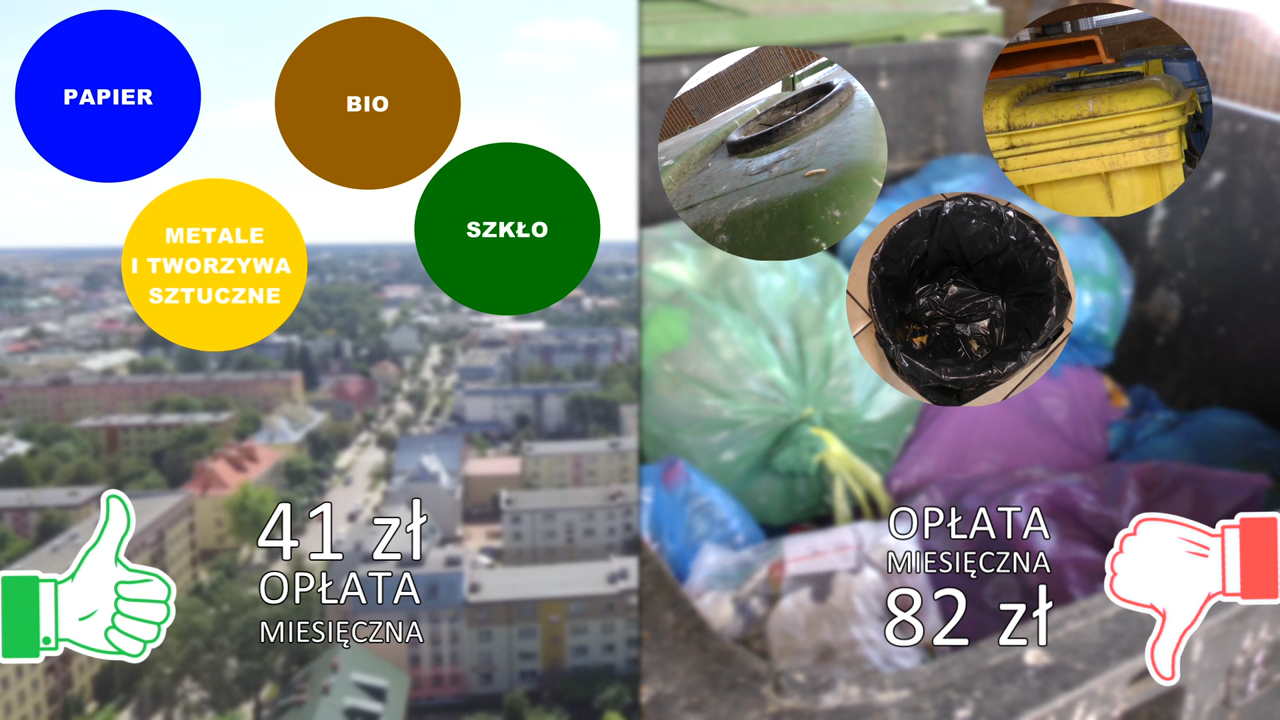 PAPIER
BIO
METALE
I TWORZYWA
SZTUCZNE
SZKŁO
41 zł
OPŁATA
MIESIĘCZNA
OPŁATA
MIESIĘCZNA
82 zł